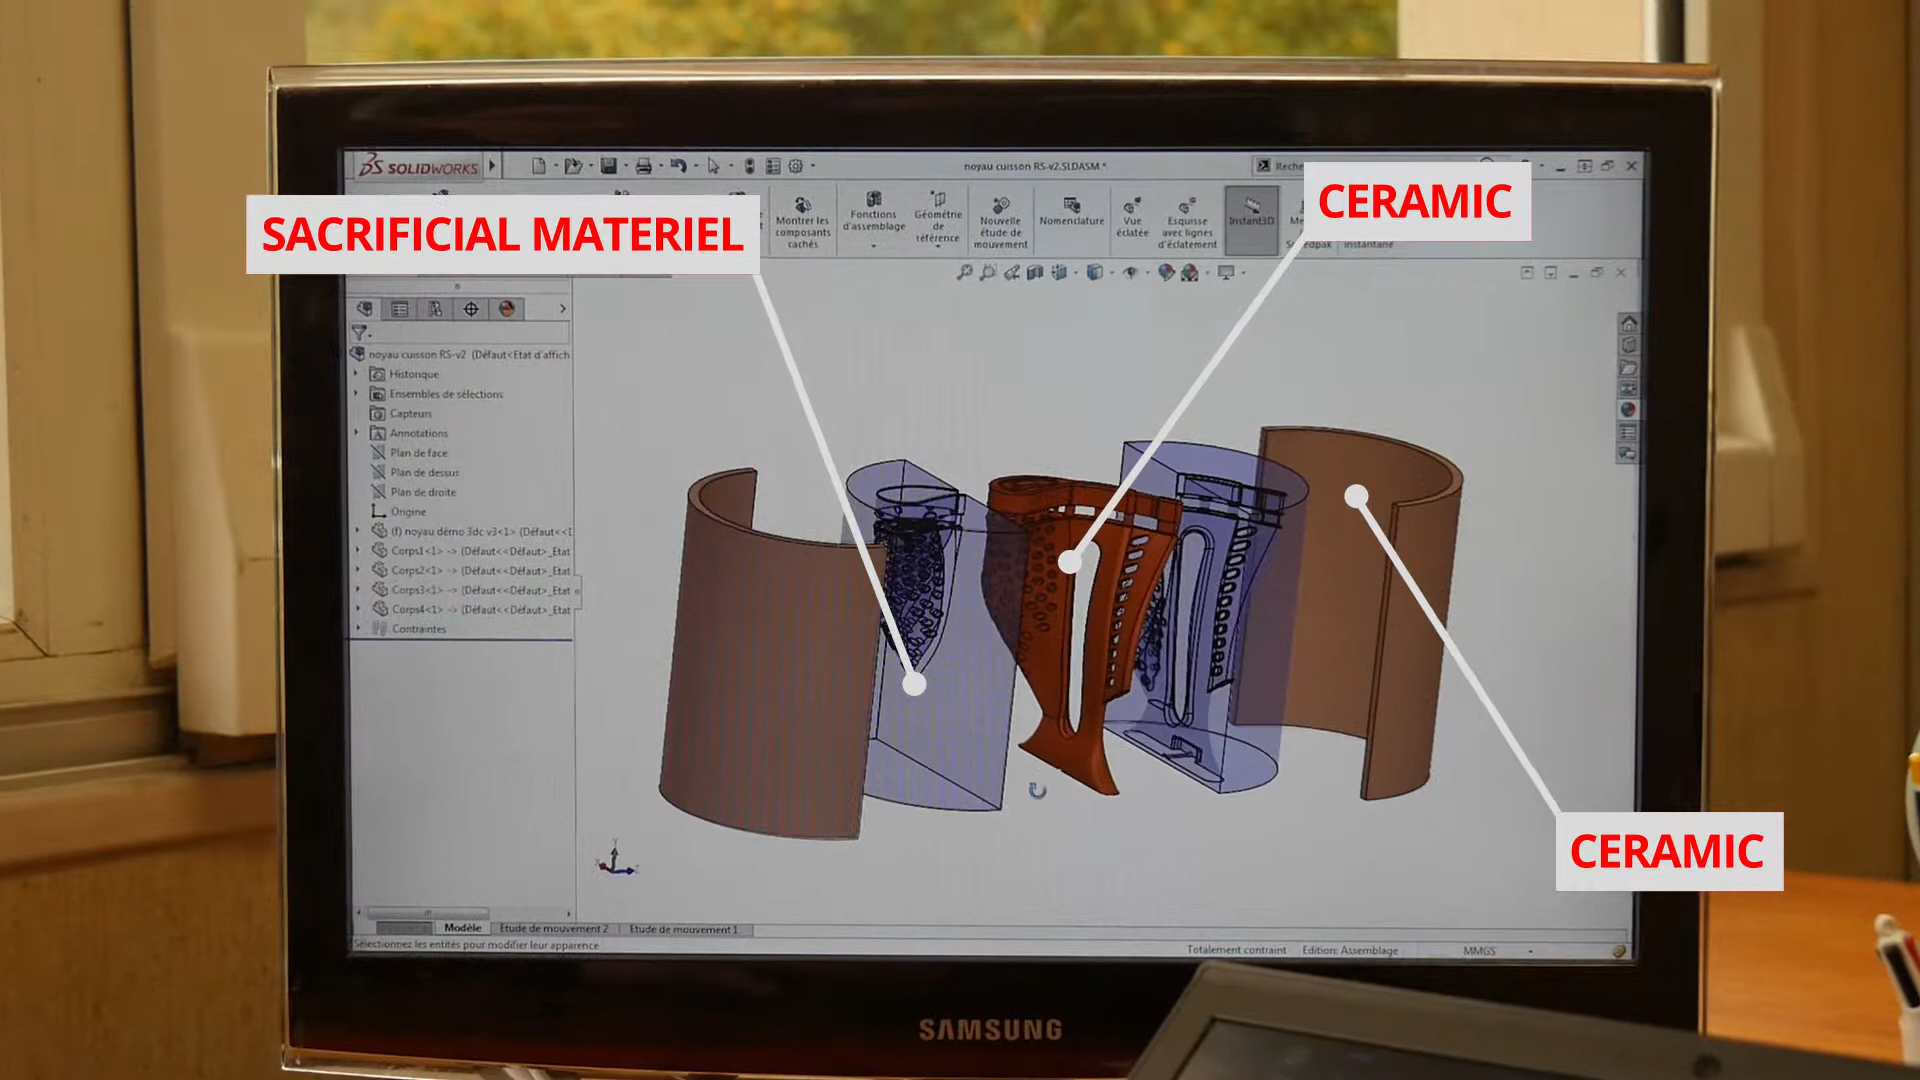 SOLIDWORKS
noyau cuisson RS-v2.SLDASM *
Reche
CERAMIC
SACRIFICIAL MATERIEL
Montrer les
composants
cachés
Fonctions
d'assemblage
Géométrie
de
référence
Nouvelle
étude de
mouvement
Nomenclature
Vue
éclatée
Esquisse
avec lignes
d'éclatement
Instant3D
noyau cuisson RS-v2 (Défaut<Etat d'affich
Historique
Ensembles de sélections
Capteurs
Annotations
Plan de face
Plan de dessus
Plan de droite
Origine
(f) noyau démo 3dc v3<1> (Défaut<<D
Corps1<1> -> (Défaut<<Défaut>_Etat
Corps2<1> -> (Défaut<<Défaut>_Etat
Corps3<1> -> (Défaut<<Défaut>_Etat
Corps4<1> -> (Défaut<<Défaut>_Etat
Contraintes
CERAMIC
Modèle
Etude de mouvement 2
Etude de mouvement 1
Sélectionnez les entités pour modifier leur apparence
Totalement contraint
Edition: Assemblage
MMGS
SAMSUNG